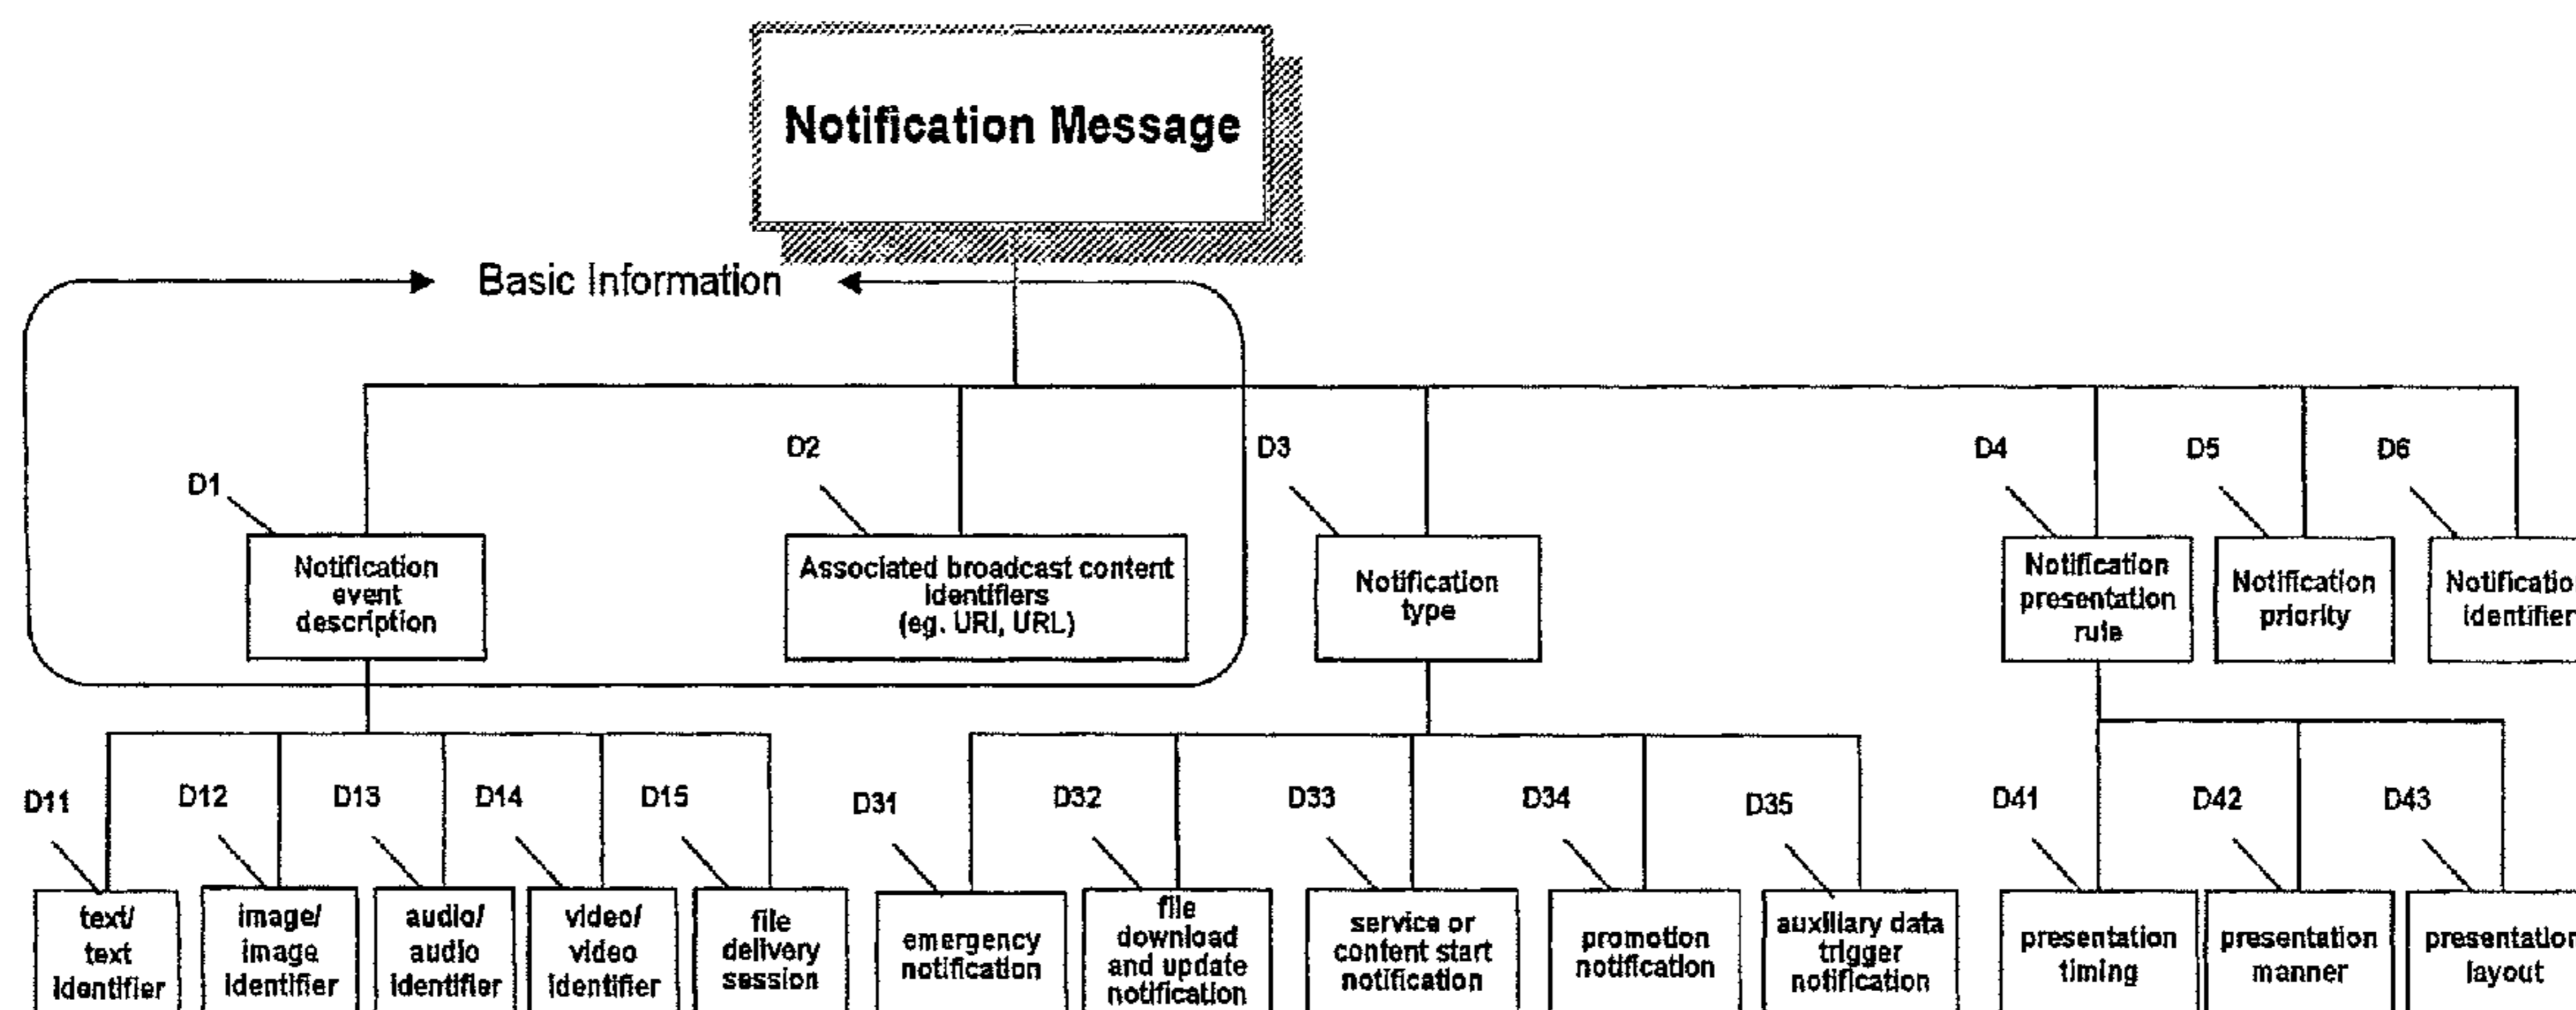 Notification Message
Basic Information
D1
D2
D3
D4
D5
D6
Notification
event
description
Associated broadcast content
identifiers
(eg. URI, URL)
Notification
type
Notification
presentation
rule
Notification
priority
Notificatio
identifier
D11
D12
D13
D14
D15
D31
D32
D33
D34
D35
D41
D42
D43
text/
text
identifier
image/
image
identifier
audio/
audio
identifier
video/
video
identifier
file
delivery
session
emergency
notification
file
download
and update
notification
service or
content start
notification
promotion
notification
auxiliary data
trigger
notification
presentation
timing
presentation
manner
presentation
layout